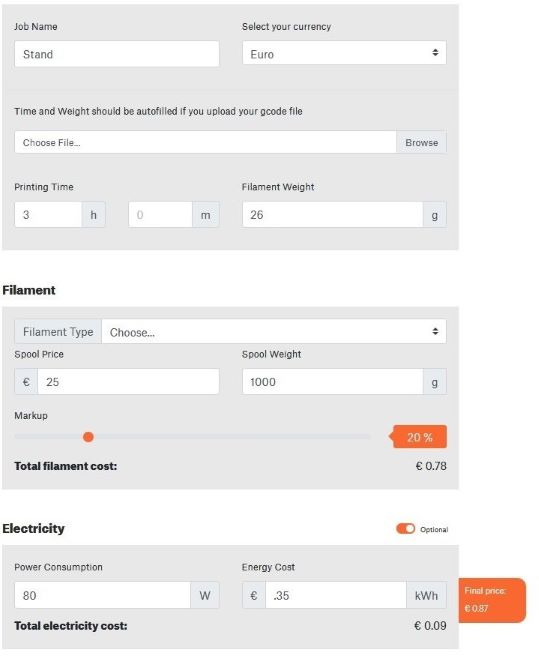 Job Name
Select your currency
Stand
Euro
Time and Weight should be autofilled if you upload your gcode file
Choose File...
Browse
Printing Time
Filament Weight
3 h
0 m
26 g
Filament
Filament Type Choose...
Spool Price
Spool Weight
€ 25
1000 g
Markup
20 %
Total filament cost: € 0.78
Electricity
Optional
Power Consumption
Energy Cost
80 W
€ .35 kWh
Final price:
€ 0.87
Total electricity cost: € 0.09